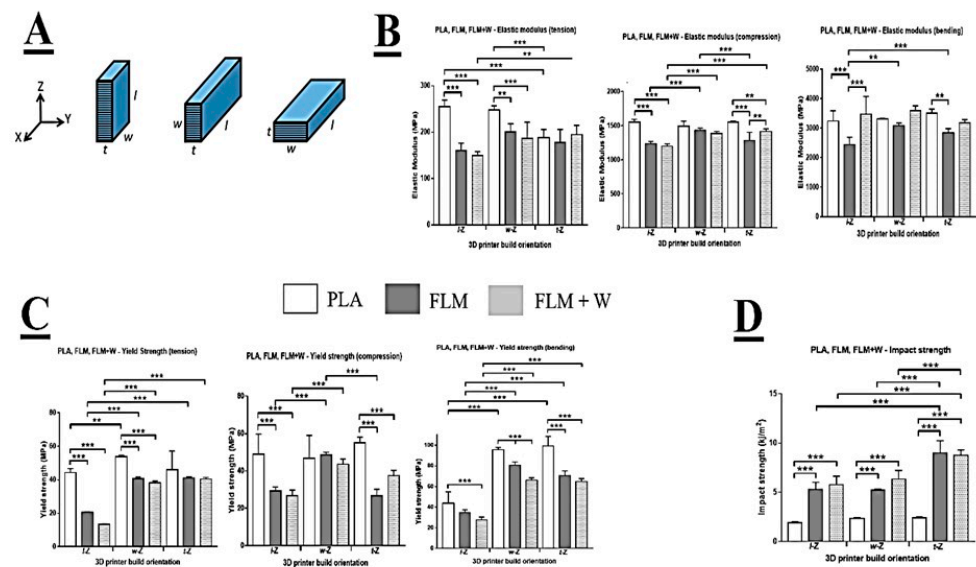 A
Z
Y
X
l
w
t
w
l
t
l
t
w
B
PLA, FLM, FLM+W - Elastic modulus (tension)
***
**
***
***
***
***
**
Elastic Modulus (MPa)
300
200
100
0
l-Z
w-Z
t-Z
3D printer build orientation
PLA, FLM, FLM+W - Elastic modulus (compression)
***
***
***
***
***
***
**
***
**
Elastic Modulus (MPa)
2000
1500
1000
500
0
l-Z
w-Z
t-Z
3D printer build orientation
PLA, FLM, FLM+W - Elastic modulus (bending)
***
**
***
***
**
Elastic Modulus (MPa)
5000
4000
3000
2000
1000
0
l-Z
w-Z
t-Z
3D printer build orientation
PLA
FLM
FLM + W
C
PLA, FLM, FLM+W - Yield Strength (tension)
***
***
***
***
**
***
***
***
***
Yield strength (MPa)
60
40
20
0
l-Z
w-Z
t-Z
3D printer build orientation
PLA, FLM, FLM+W - Yield strength (compression)
***
***
***
***
***
***
***
Yield strength (MPa)
80
60
40
20
0
l-Z
w-Z
t-Z
3D printer build orientation
PLA, FLM, FLM+W - Yield strength (bending)
***
***
***
***
***
***
***
***
***
***
Yield strength (MPa)
100
80
60
40
20
0
l-Z
w-Z
t-Z
3D printer build orientation
D
PLA, FLM, FLM+W - Impact strength
***
***
***
***
***
***
***
***
***
***
Impact strength (kJ/m²)
15
10
5
0
l-Z
w-Z
t-Z
3D printer build orientation